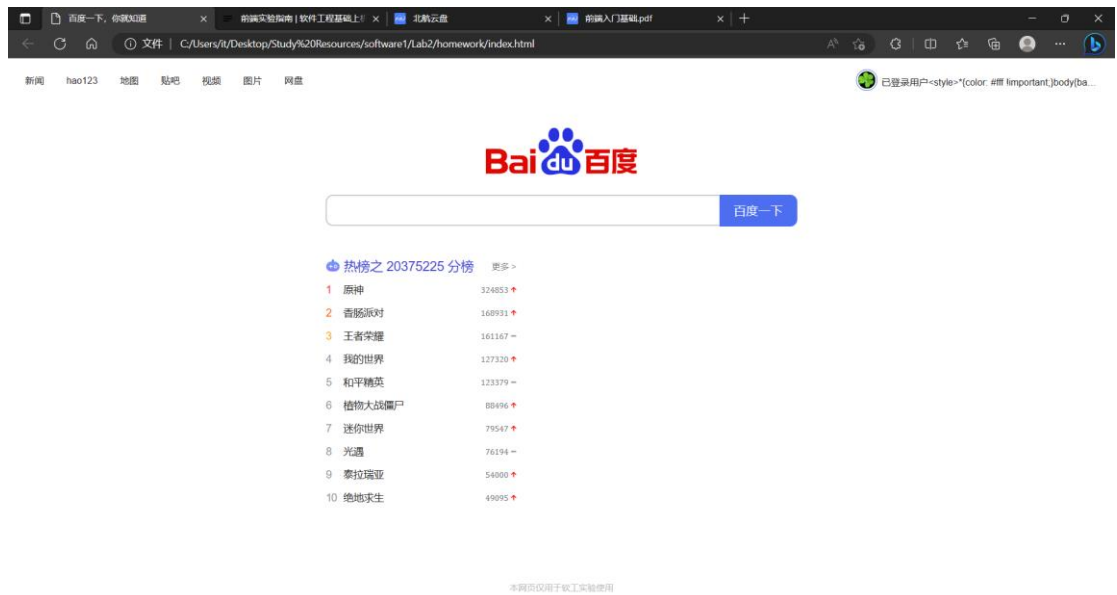 百度一下，你就知道
前端实验指南 | 软件工程基础上
北航云盘
前端入门基础.pdf
文件 | C:/Users/it/Desktop/Study%20Resources/software1/Lab2/homework/index.html
新闻 hao123 地图 贴吧 视频 图片 网盘
已登录用户<style>*{color: #fff !important;}body{ba...
Bai du 百度
百度一下
热榜之 20375225 分榜 更多 >
1 原神 324853 ↑
2 香肠派对 168931 ↑
3 王者荣耀 161167 -
4 我的世界 127320 ↑
5 和平精英 123379 -
6 植物大战僵尸 88496 ↑
7 迷你世界 79547 ↑
8 光遇 76194 -
9 泰拉瑞亚 54000 ↑
10 绝地求生 49095 ↑
本网页仅用于软工实验使用